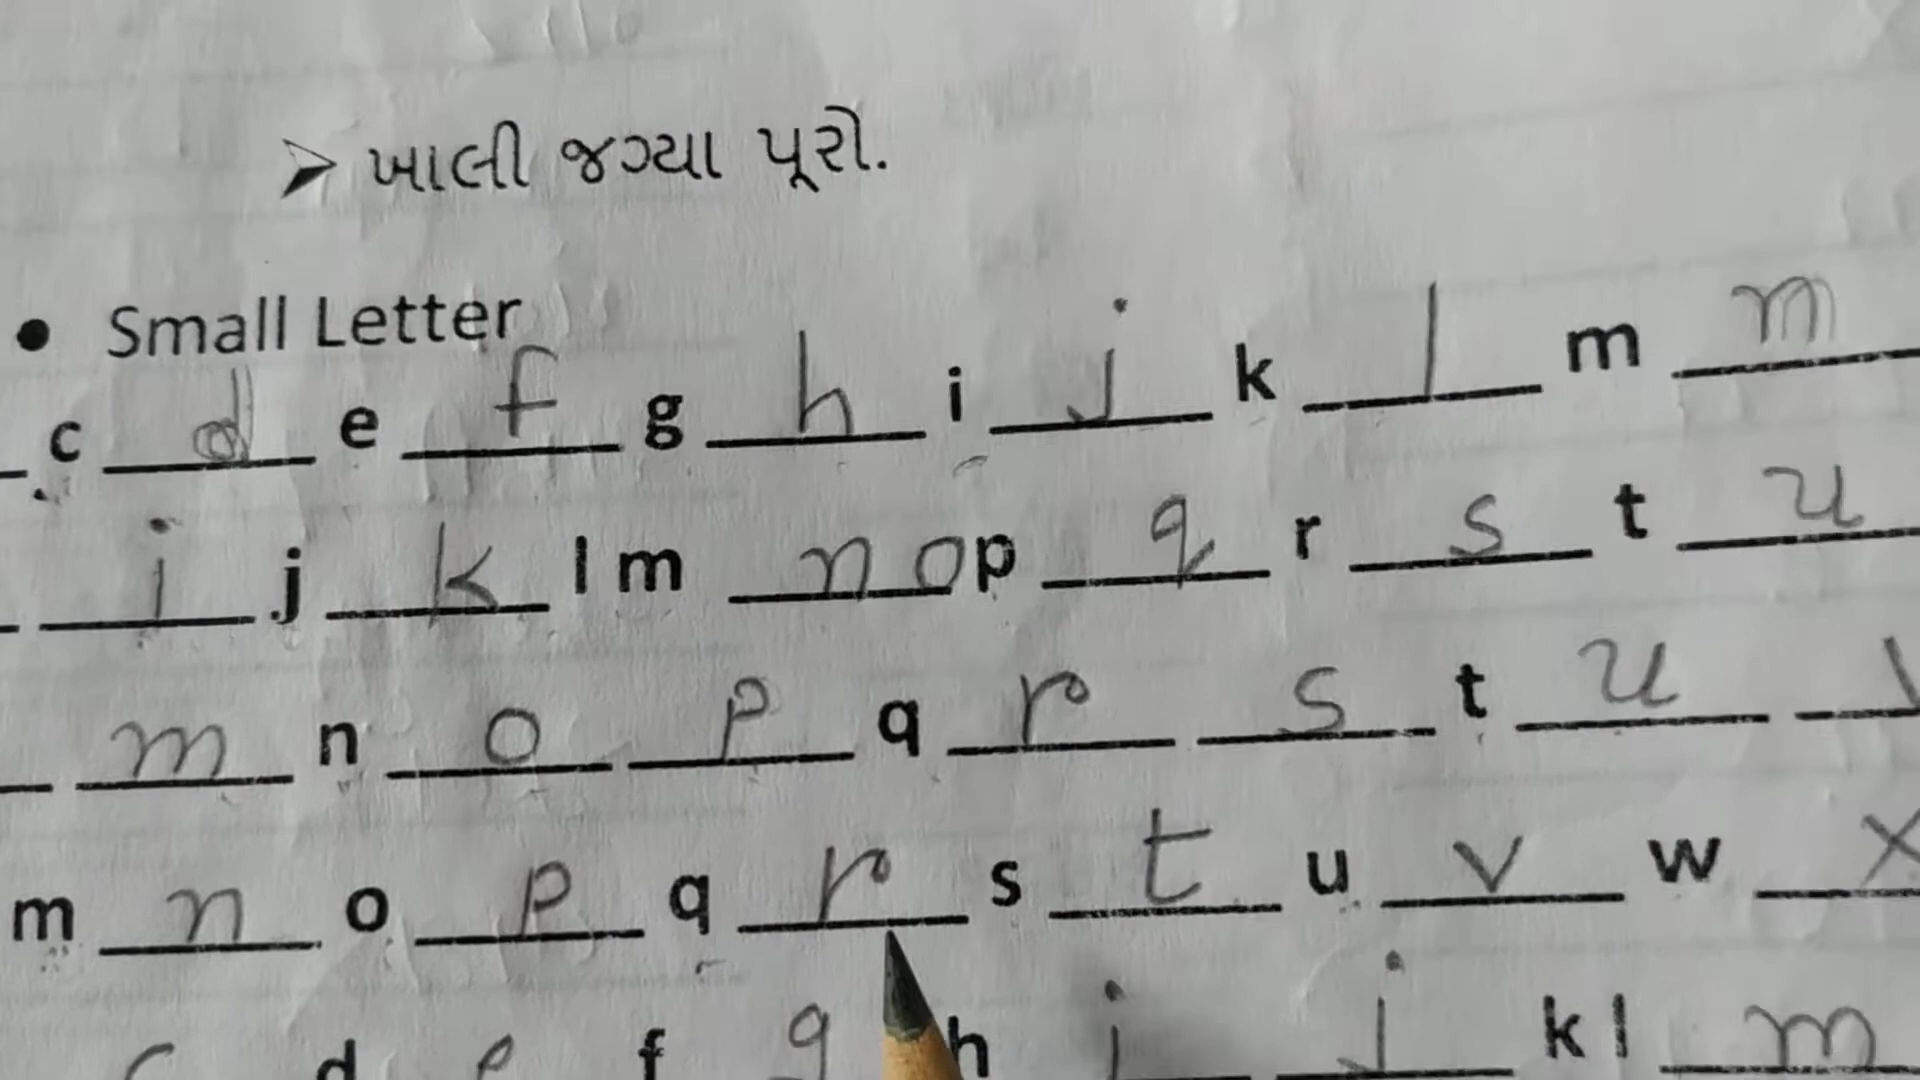 ➤ ખાલી જગ્યા પૂરો.
• Small Letter
_ c d e f g h i j k l m m
_ i j k l m n o p q r s t u
_ m n o p q r s t u
m n o p q r s t u v w x
c d e f g h i j k l m